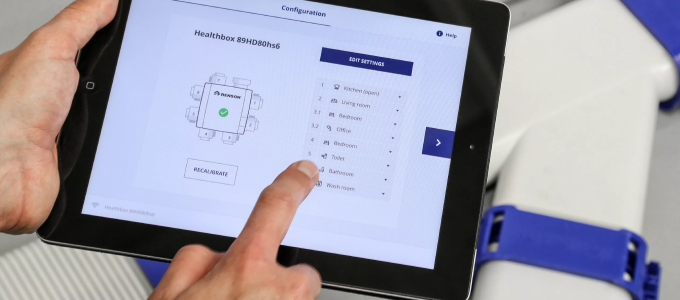 Configuration
Help
Healthbox 89HD80hs6
EDIT SETTINGS
RENSON
1 Kitchen (open)
2 Living room
3.1 Bedroom
3.2 Office
4 Bedroom
5 Toilet
Bathroom
Wash room
RECALIBRATE